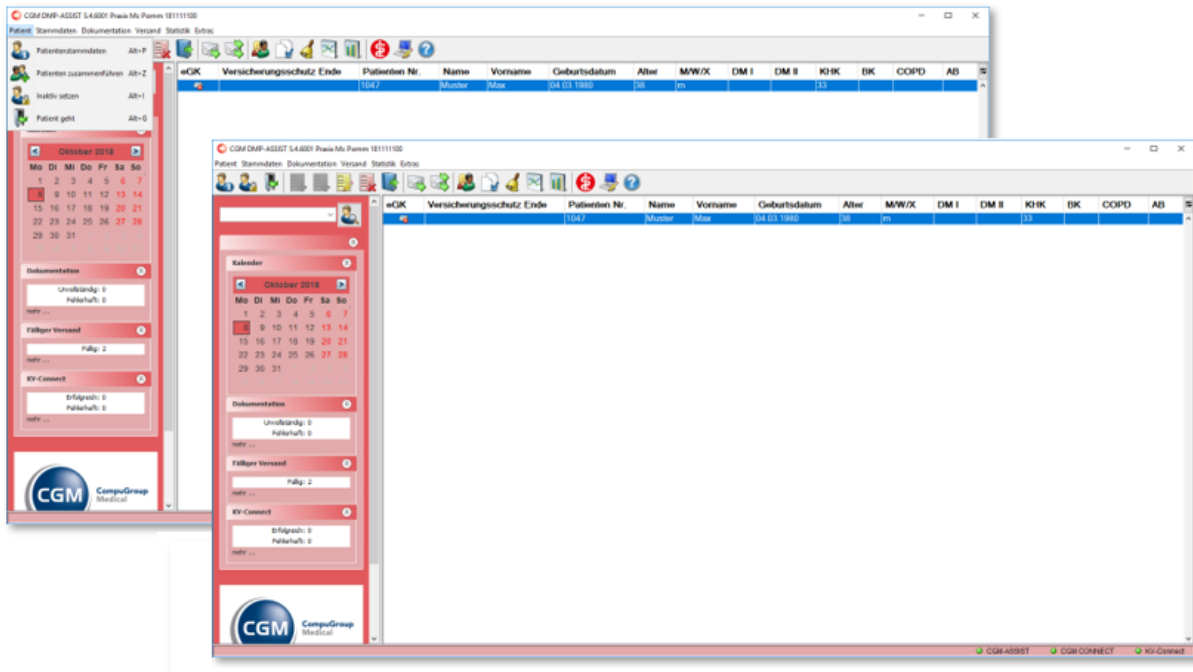 CGM DMP-ASSIST 5.4.6001 Praxis Mc Pomm 181111100
Patient Stammdaten Dokumentation Versand Statistik Extras
Patientenstammdaten Alt+P
Patienten zusammenführen Alt+Z
Inaktiv setzen Alt+I
Patient geht Alt+G
eGK Versicherungsschutz Ende Patienten Nr. Name Vorname Geburtsdatum Alter M/W/X DM I DM II KHK BK COPD AB
1047 Muster Max 04.03.1980 38 m 33
Kalender
Oktober 2018
Mo Di Mi Do Fr Sa So
1 2 3 4 5 6 7
8 9 10 11 12 13 14
15 16 17 18 19 20 21
22 23 24 25 26 27 28
29 30 31
Dokumentation
Unvollständig: 0
Fehlerhaft: 0
mehr ...
Fälliger Versand
Fällig: 2
mehr ...
KV-Connect
Erfolgreich: 0
Fehlerhaft: 0
mehr ...
CGM CompuGroup
Medical
CGM DMP-ASSIST 5.4.6001 Praxis Mc Pomm 181111100
Patient Stammdaten Dokumentation Versand Statistik Extras
eGK Versicherungsschutz Ende Patienten Nr. Name Vorname Geburtsdatum Alter M/W/X DM I DM II KHK BK COPD AB
1047 Muster Max 04.03.1980 38 m 33
Kalender
Oktober 2018
Mo Di Mi Do Fr Sa So
1 2 3 4 5 6 7
8 9 10 11 12 13 14
15 16 17 18 19 20 21
22 23 24 25 26 27 28
29 30 31
Dokumentation
Unvollständig: 0
Fehlerhaft: 0
mehr ...
Fälliger Versand
Fällig: 2
mehr ...
KV-Connect
Erfolgreich: 0
Fehlerhaft: 0
mehr ...
CGM CompuGroup
Medical
CGM-ASSIST CGM CONNECT KV-Connect